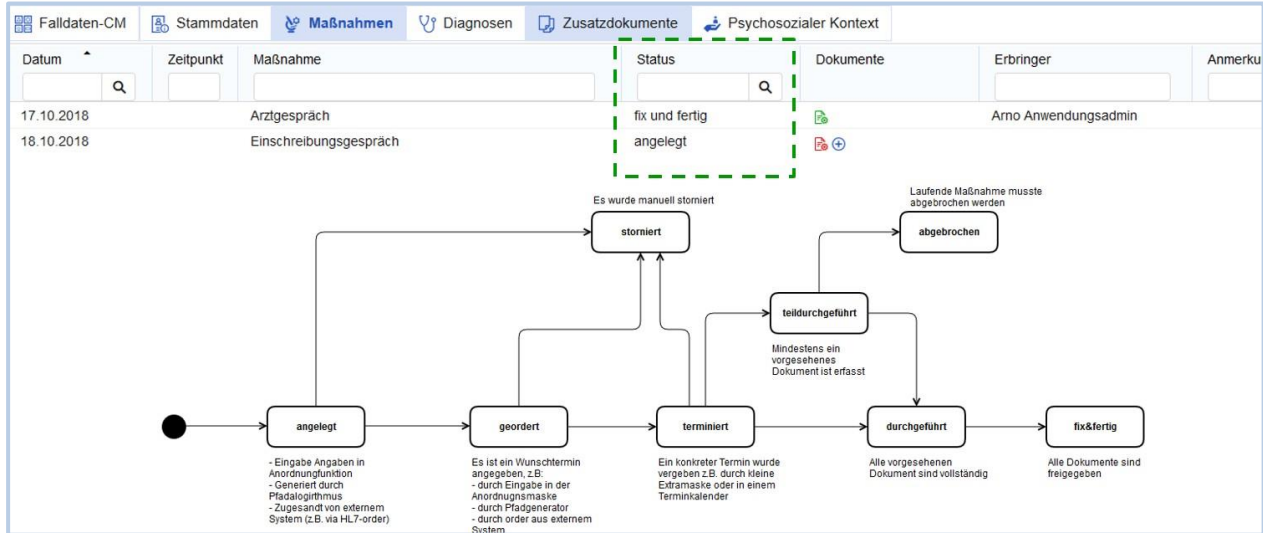 Falldaten-CM Stammdaten Maßnahmen Diagnosen Zusatzdokumente Psychosozialer Kontext
Datum Zeitpunkt Maßnahme Status Dokumente Erbringer Anmerku
17.10.2018 Arztgespräch fix und fertig Arno Anwendungsadmin
18.10.2018 Einschreibungsgespräch angelegt
Es wurde manuell storniert
storniert
Laufende Maßnahme musste
abgebrochen werden
abgebrochen
teildurchgeführt
Mindestens ein
vorgesehenes
Dokument ist erfasst
angelegt
- Eingabe Angaben in
Anordnungfunktion
- Generiert durch
Pfadalogirthmus
- Zugesandt von externem
System (z.B. via HL7-order)
geordert
Es ist ein Wunschtermin
angegeben, z.B:
- durch Eingabe in der
Anordnugnsmaske
- durch Pfadgenerator
- durch order aus externem
System
terminiert
Ein konkreter Termin wurde
vergeben z.B. durch kleine
Extramaske oder in einem
Terminkalender
durchgeführt
Alle vorgesehenen
Dokument sind vollständig
fix&fertig
Alle Dokumente sind
freigegeben